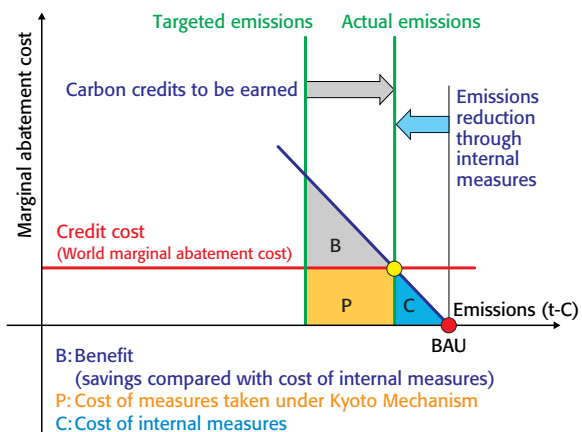 Targeted emissions
Actual emissions
Marginal abatement cost
Carbon credits to be earned
Emissions
reduction
through
internal
measures
Credit cost
(World marginal abatement cost)
B
P
C
Emissions (t-C)
BAU
B: Benefit
(savings compared with cost of internal measures)
P: Cost of measures taken under Kyoto Mechanism
C: Cost of internal measures